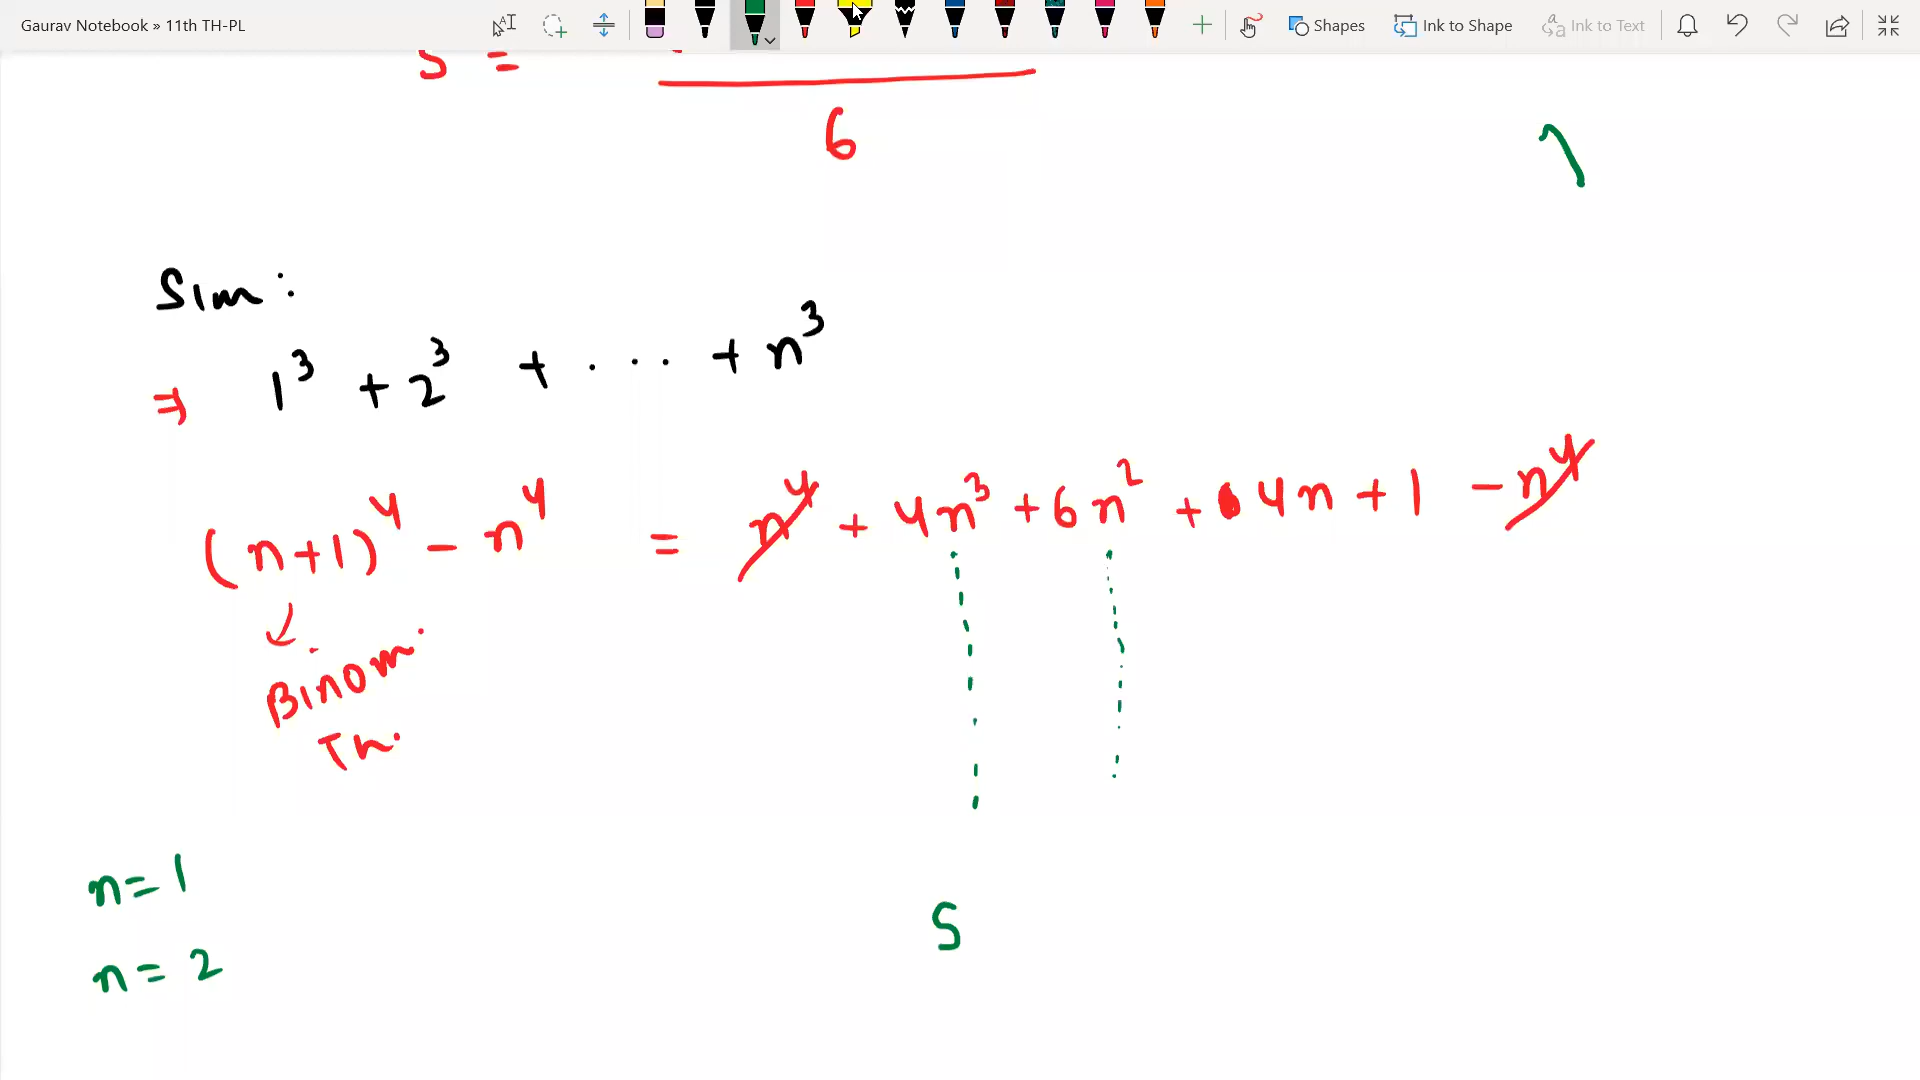 Gaurav Notebook » 11th TH-PL
Shapes
Ink to Shape
Ink to Text
S =
6
Sim:
⇒ 1³ + 2³ + . . . + n³
(n+1)⁴ - n⁴ = n⁴ + 4n³ + 6n² + 4n + 1 - n⁴
Binom.
Th.
n = 1
n = 2
S